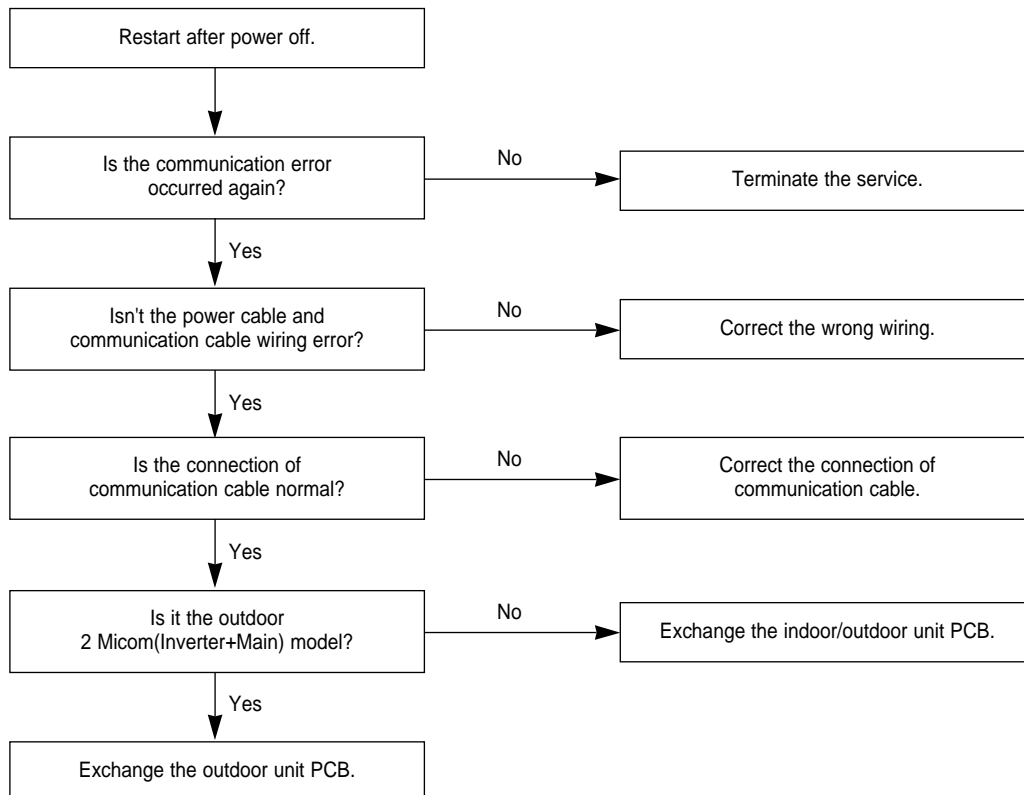 Restart after power off.
Is the communication error
occurred again?
No
Terminate the service.
Yes
Isn't the power cable and
communication cable wiring error?
No
Correct the wrong wiring.
Yes
Is the connection of
communication cable normal?
No
Correct the connection of
communication cable.
Yes
Is it the outdoor
2 Micom(Inverter+Main) model?
No
Exchange the indoor/outdoor unit PCB.
Yes
Exchange the outdoor unit PCB.